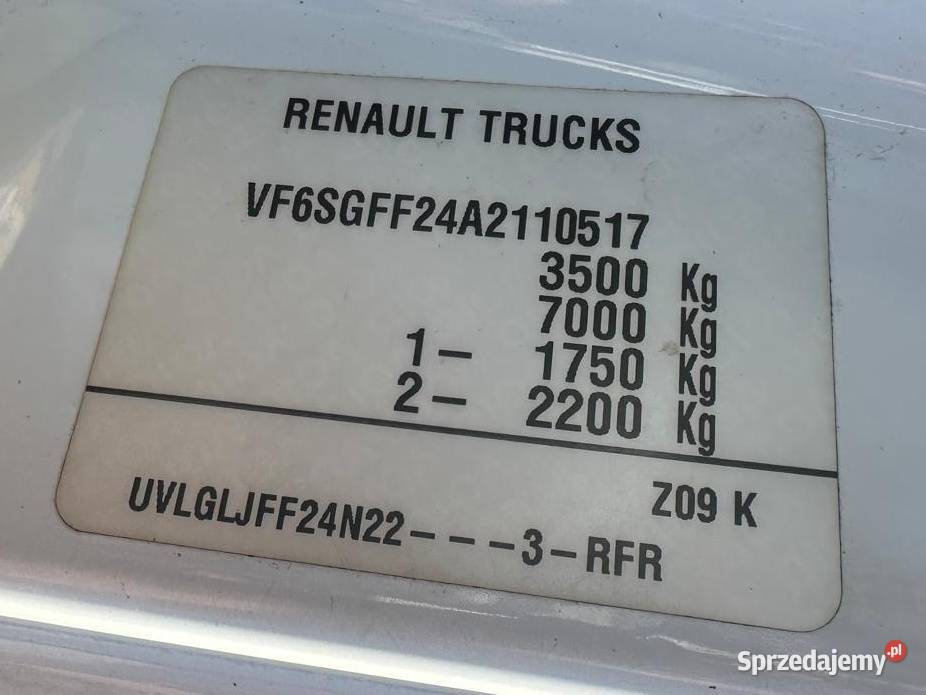 RENAULT TRUCKS
VF6SGFF24A2110517
3500 Kg
7000 Kg
1- 1750 Kg
2- 2200 Kg
Z09 K
UVLGLJFF24N22---3-RFR
Sprzedajemy.pl